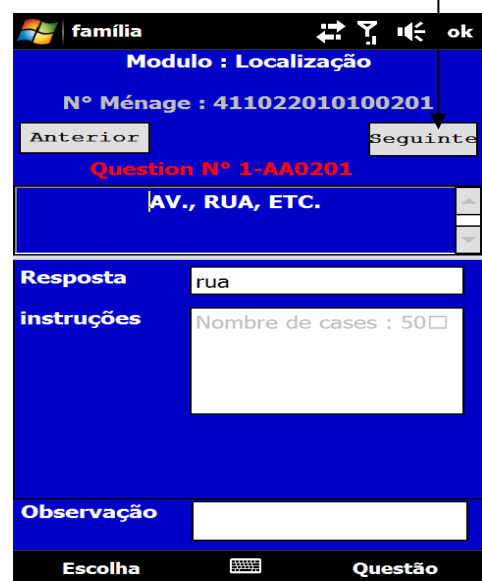 família ok
Modulo : Localização
N° Ménage : 411022010100201
Anterior Seguinte
Question N° 1-AA0201
AV., RUA, ETC.
Resposta rua
instruções Nombre de cases : 50□
Observação
Escolha Questão